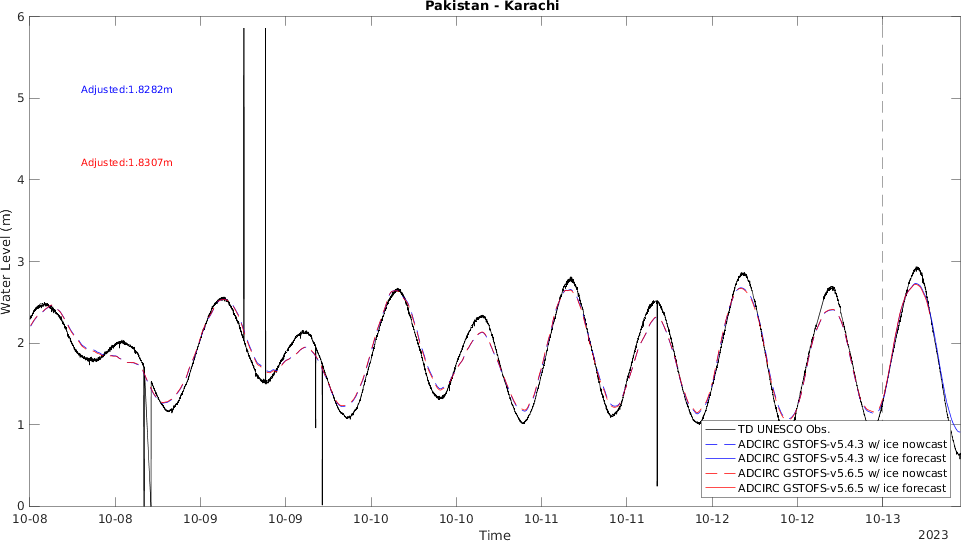 Pakistan - Karachi
6
5
4
3
2
1
0
Water Level (m)
Adjusted:1.8282m
Adjusted:1.8307m
TD UNESCO Obs.
ADCIRC GSTOFS-v5.4.3 w/ ice nowcast
ADCIRC GSTOFS-v5.4.3 w/ ice forecast
ADCIRC GSTOFS-v5.6.5 w/ ice nowcast
ADCIRC GSTOFS-v5.6.5 w/ ice forecast
10-08 10-08 10-09 10-09 10-10 10-10 10-11 10-11 10-12 10-12 10-13
Time
2023